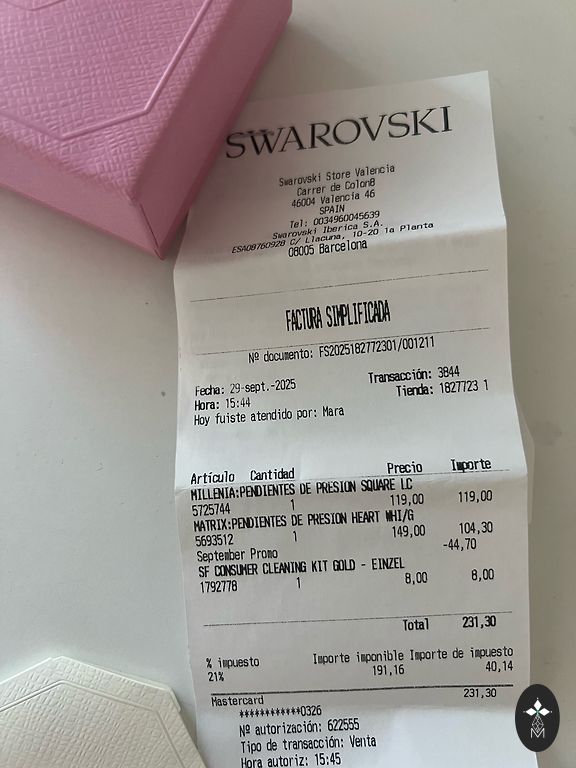 SWAROVSKI
Swarovski Store Valencia
Carrer de Colon8
46004 Valencia 46
SPAIN
Tel: 0034960045639
Swarovski Iberica S.A.
ESA08760928 C/ Llacuna, 10-20 1a Planta
08005 Barcelona
FACTURA SIMPLIFICADA
Nº documento: FS2025182772301/001211
Fecha: 29-sept.-2025 Transacción: 3844
Hora: 15:44 Tienda: 1827723 1
Hoy fuiste atendido por: Mara
Artículo Cantidad Precio Importe
MILLENIA:PENDIENTES DE PRESION SQUARE LC
5725744 1 119,00 119,00
MATRIX:PENDIENTES DE PRESION HEART WHI/G
5693512 1 149,00 104,30
September Promo -44,70
SF CONSUMER CLEANING KIT GOLD - EINZEL
1792778 1 8,00 8,00
Total 231,30
% impuesto Importe imponible Importe de impuesto
21% 191,16 40,14
Mastercard 231,30
************0326
Nº autorización: 622555
Tipo de transacción: Venta
Hora autoriz: 15:45
M